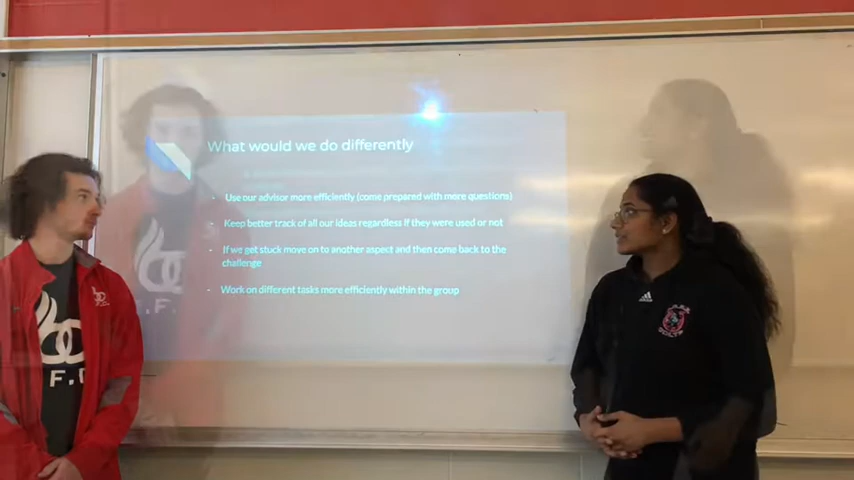 What would we do differently
Use our advisor more efficiently (come prepared with more questions)
Keep better track of all our ideas regardless if they were used or not
If we get stuck move on to another aspect and then come back to the
challenge
Work on different tasks more efficiently within the group